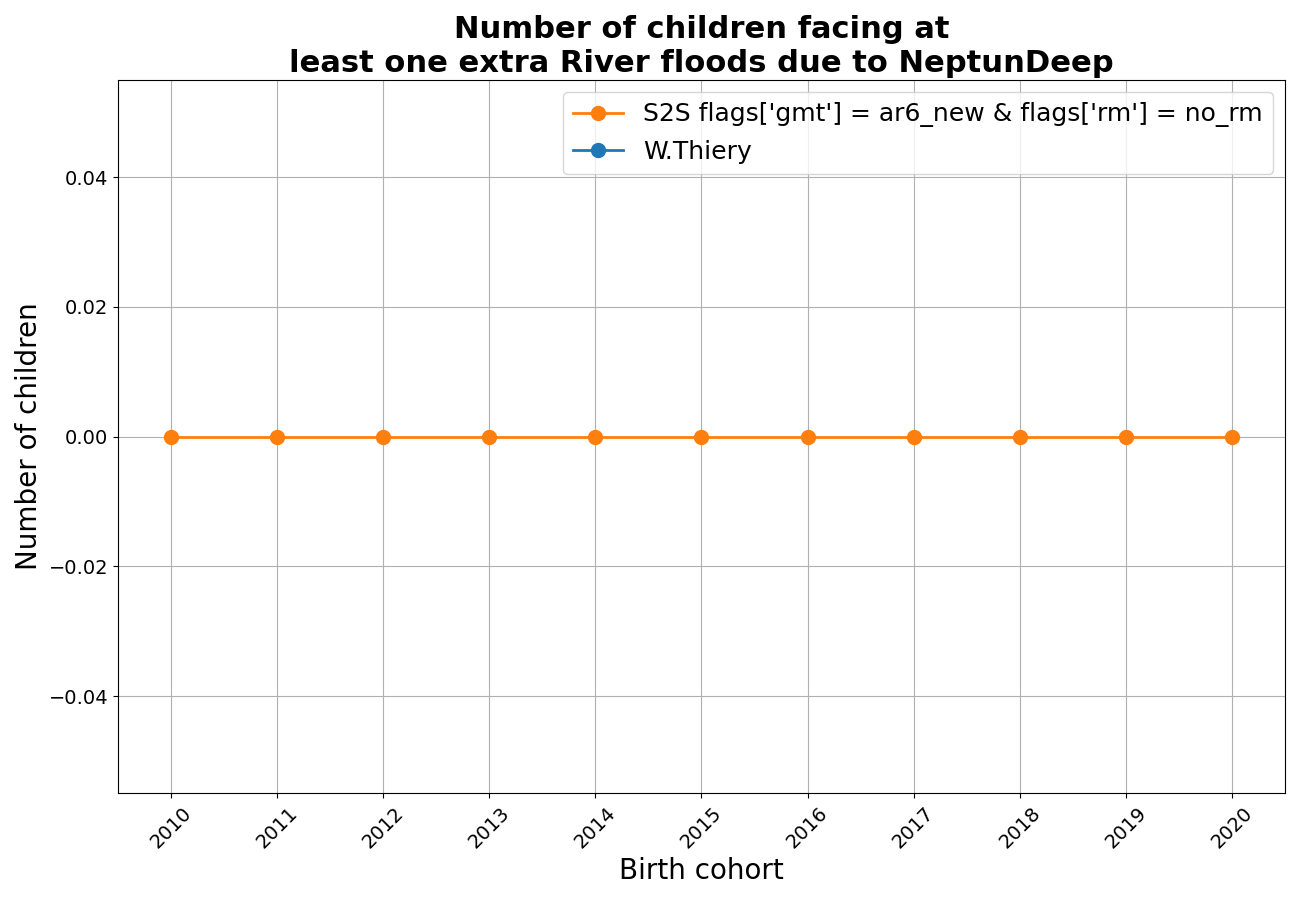 Number of children facing at
least one extra River floods due to NeptunDeep
S2S flags['gmt'] = ar6_new & flags['rm'] = no_rm
W.Thiery
Number of children
0.04
0.02
0.00
−0.02
−0.04
2010
2011
2012
2013
2014
2015
2016
2017
2018
2019
2020
Birth cohort